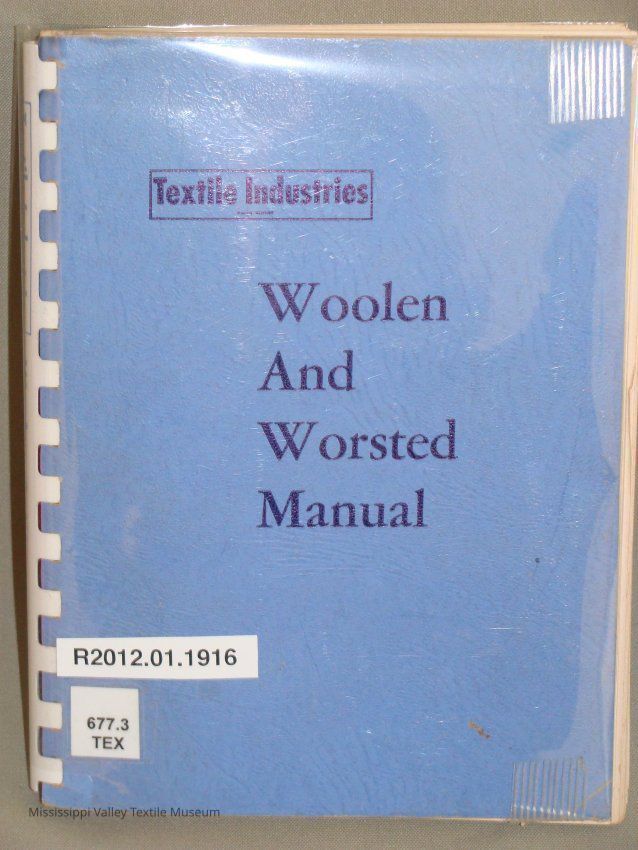 Textile Industries
Woolen
And
Worsted
Manual
R2012.01.1916
677.3
TEX
Mississippi Valley Textile Museum